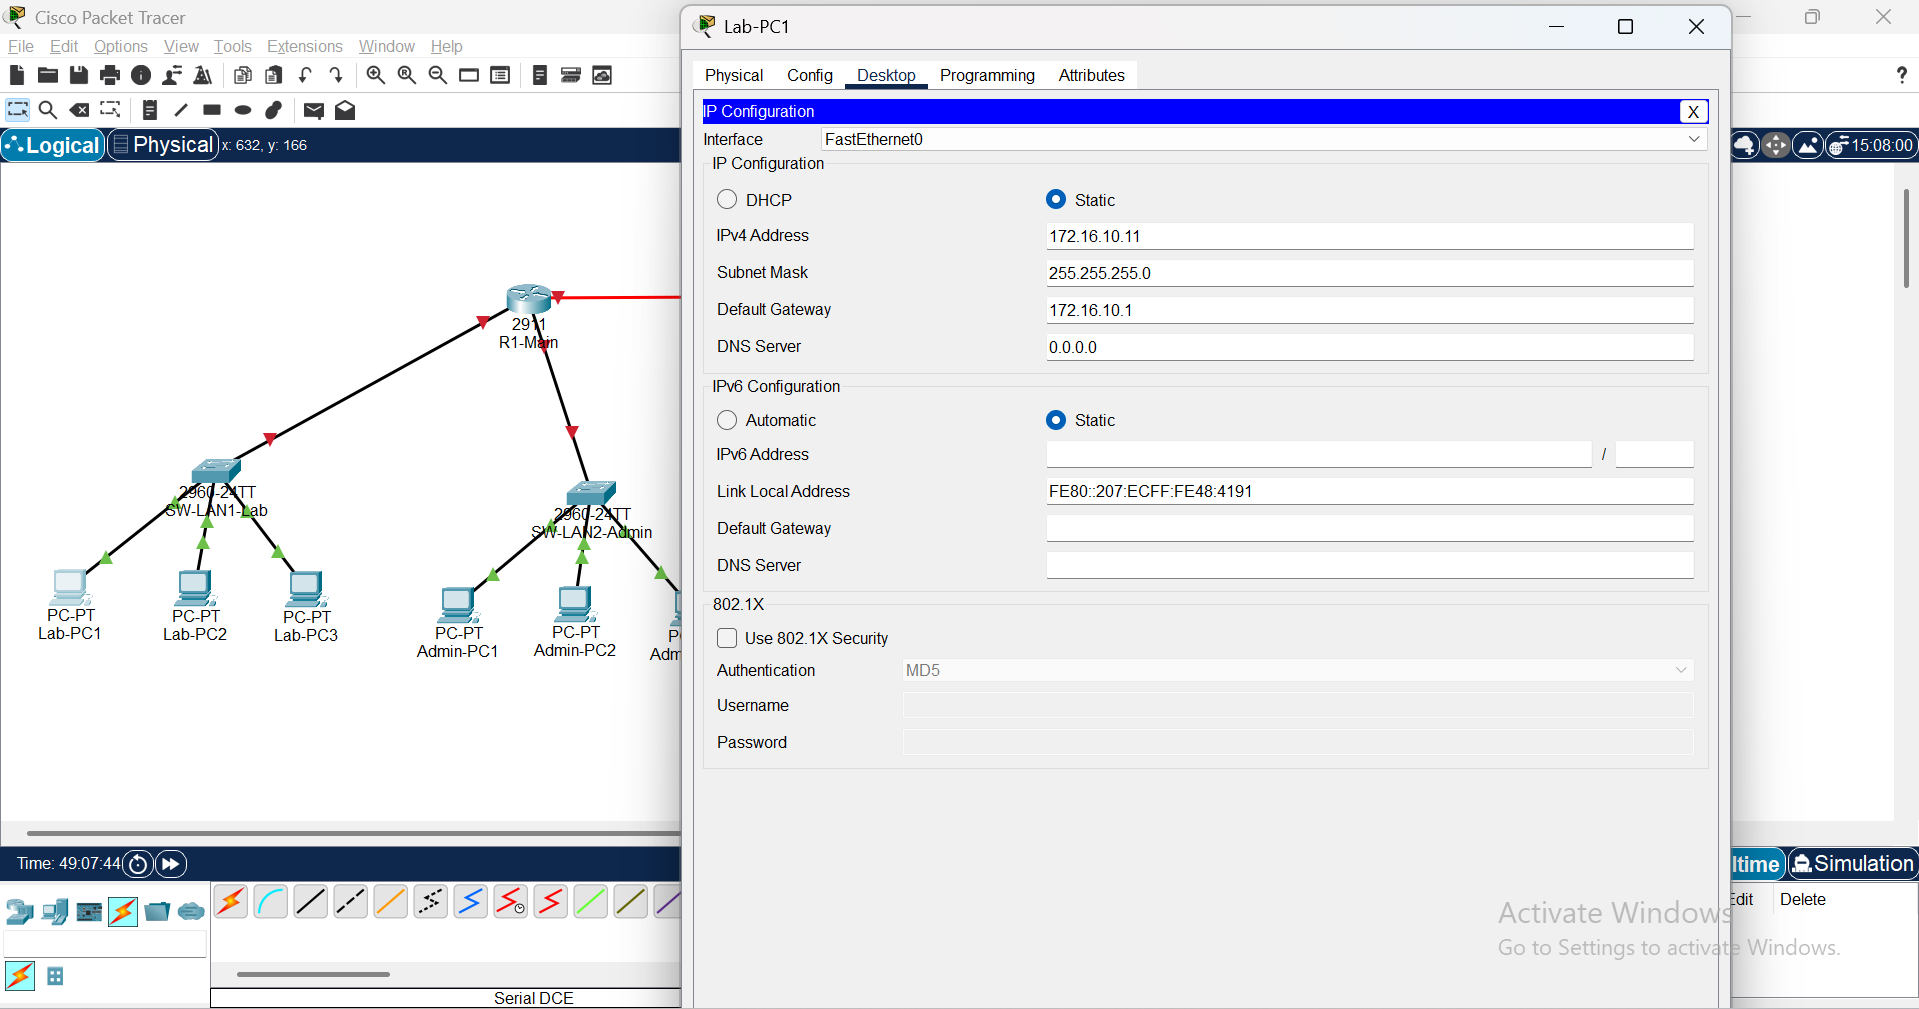 Cisco Packet Tracer
File Edit Options View Tools Extensions Window Help
?
Logical Physical x: 632, y: 166
15:08:00
2911
R1-Main
2960-24TT
SW-LAN1-Lab
2960-24TT
SW-LAN2-Admin
PC-PT
Lab-PC1
PC-PT
Lab-PC2
PC-PT
Lab-PC3
PC-PT
Admin-PC1
PC-PT
Admin-PC2
P
Adm
Time: 49:07:44
Serial DCE
Lab-PC1
Physical Config Desktop Programming Attributes
IP Configuration X
Interface FastEthernet0
IP Configuration
DHCP Static
IPv4 Address 172.16.10.11
Subnet Mask 255.255.255.0
Default Gateway 172.16.10.1
DNS Server 0.0.0.0
IPv6 Configuration
Automatic Static
IPv6 Address /
Link Local Address FE80::207:ECFF:FE48:4191
Default Gateway
DNS Server
802.1X
Use 802.1X Security
Authentication MD5
Username
Password
ltime Simulation
Edit Delete
Activate Windows
Go to Settings to activate Windows.